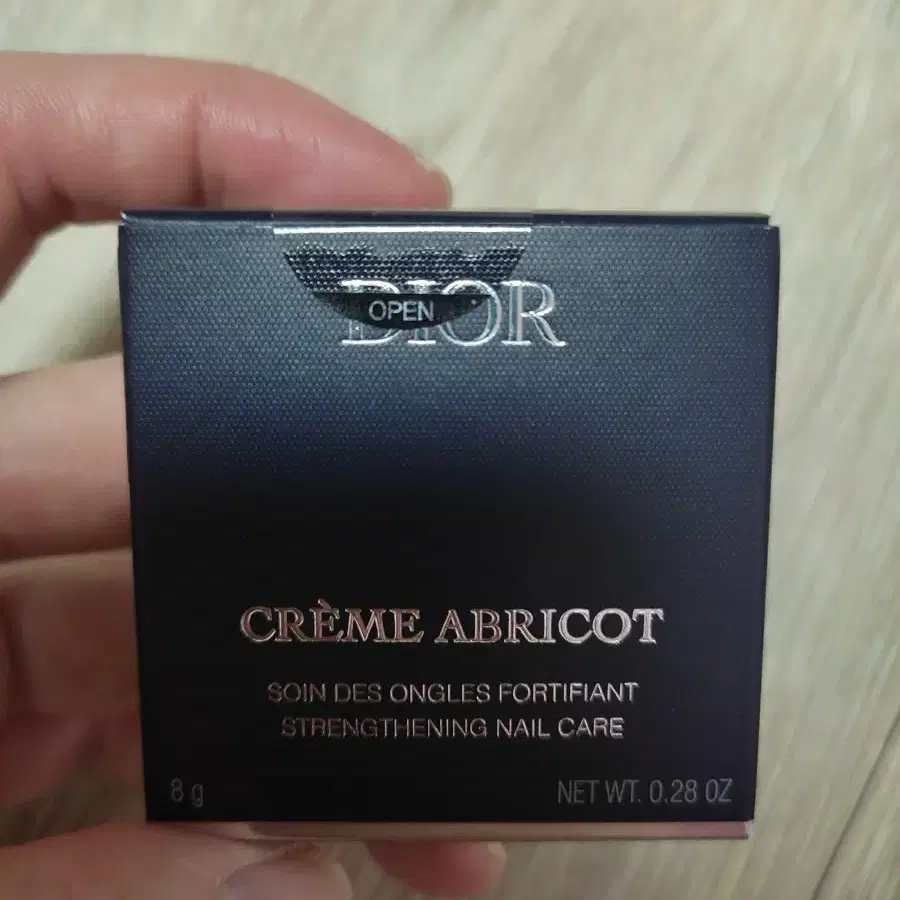 OPEN
DIOR
CRÈME ABRICOT
SOIN DES ONGLES FORTIFIANT
STRENGTHENING NAIL CARE
8 g NET WT. 0.28 OZ